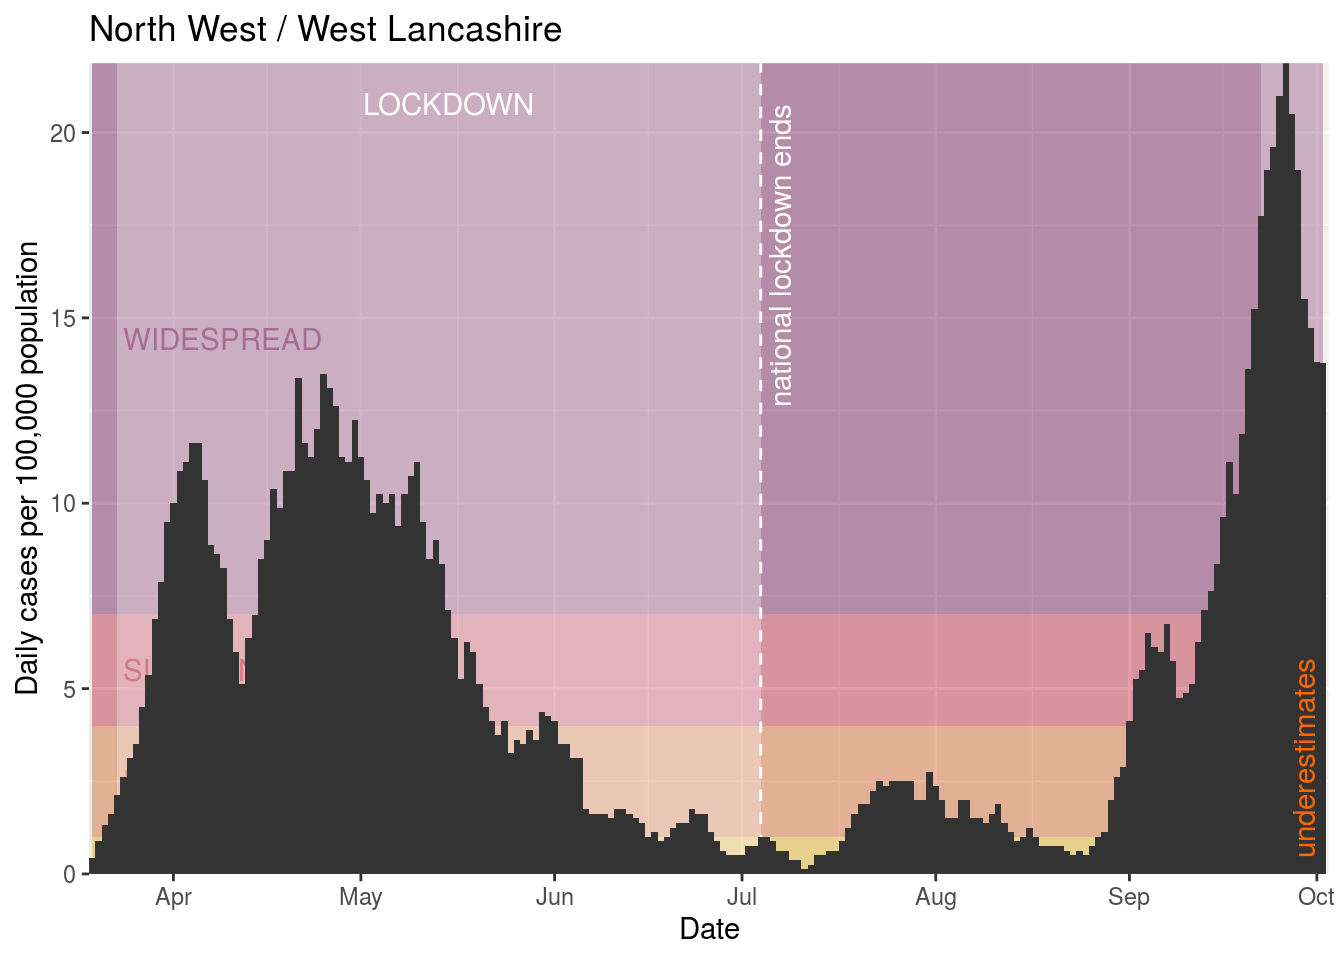 North West / West Lancashire
Daily cases per 100,000 population
20
15
10
5
0
LOCKDOWN
WIDESPREAD
national lockdown ends
underestimates
Apr
May
Jun
Jul
Aug
Sep
Oct
Date